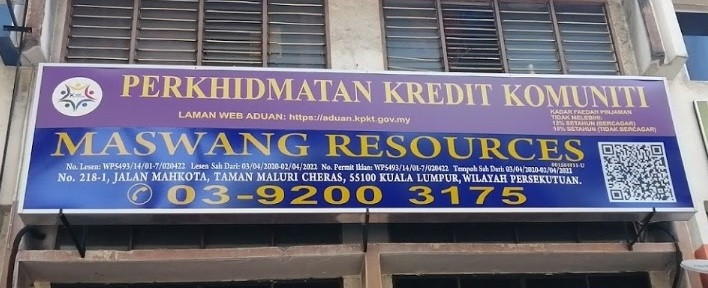 PERKHIDMATAN KREDIT KOMUNITI
LAMAN WEB ADUAN: https://aduan.kpkt.gov.my
KADAR FAEDAH PINJAMAN
TIDAK MELEBIHI:
12% SETAHUN (BERCAGAR)
18% SETAHUN (TIDAK BERCAGAR)
MASWANG RESOURCES
No. Lesen: WP5493/14/01-7/020422 Lesen Sah Dari: 03/04/2020-02/04/2022 No. Permit Iklan: WP5493/14/01-7/020422 Tempoh Sah Dari: 03/04/2020-02/04/2022
No. 218-1, JALAN MAHKOTA, TAMAN MALURI CHERAS, 55100 KUALA LUMPUR, WILAYAH PERSEKUTUAN.
03-9200 3175